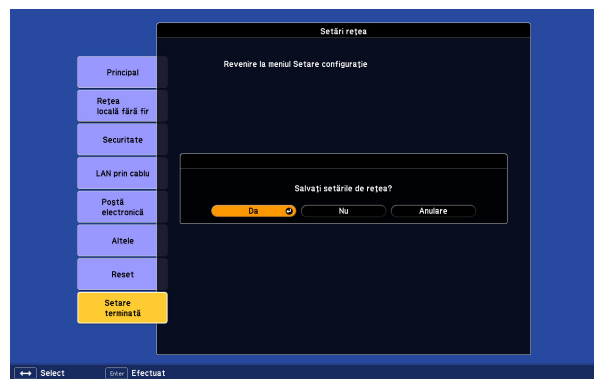 Setări rețea
Revenire la meniul Setare configurație
Principal
Rețea
locală fără fir
Securitate
LAN prin cablu
Poștă
electronică
Altele
Reset
Setare
terminată
Salvați setările de rețea?
Da Nu Anulare
Select Enter Efectuat